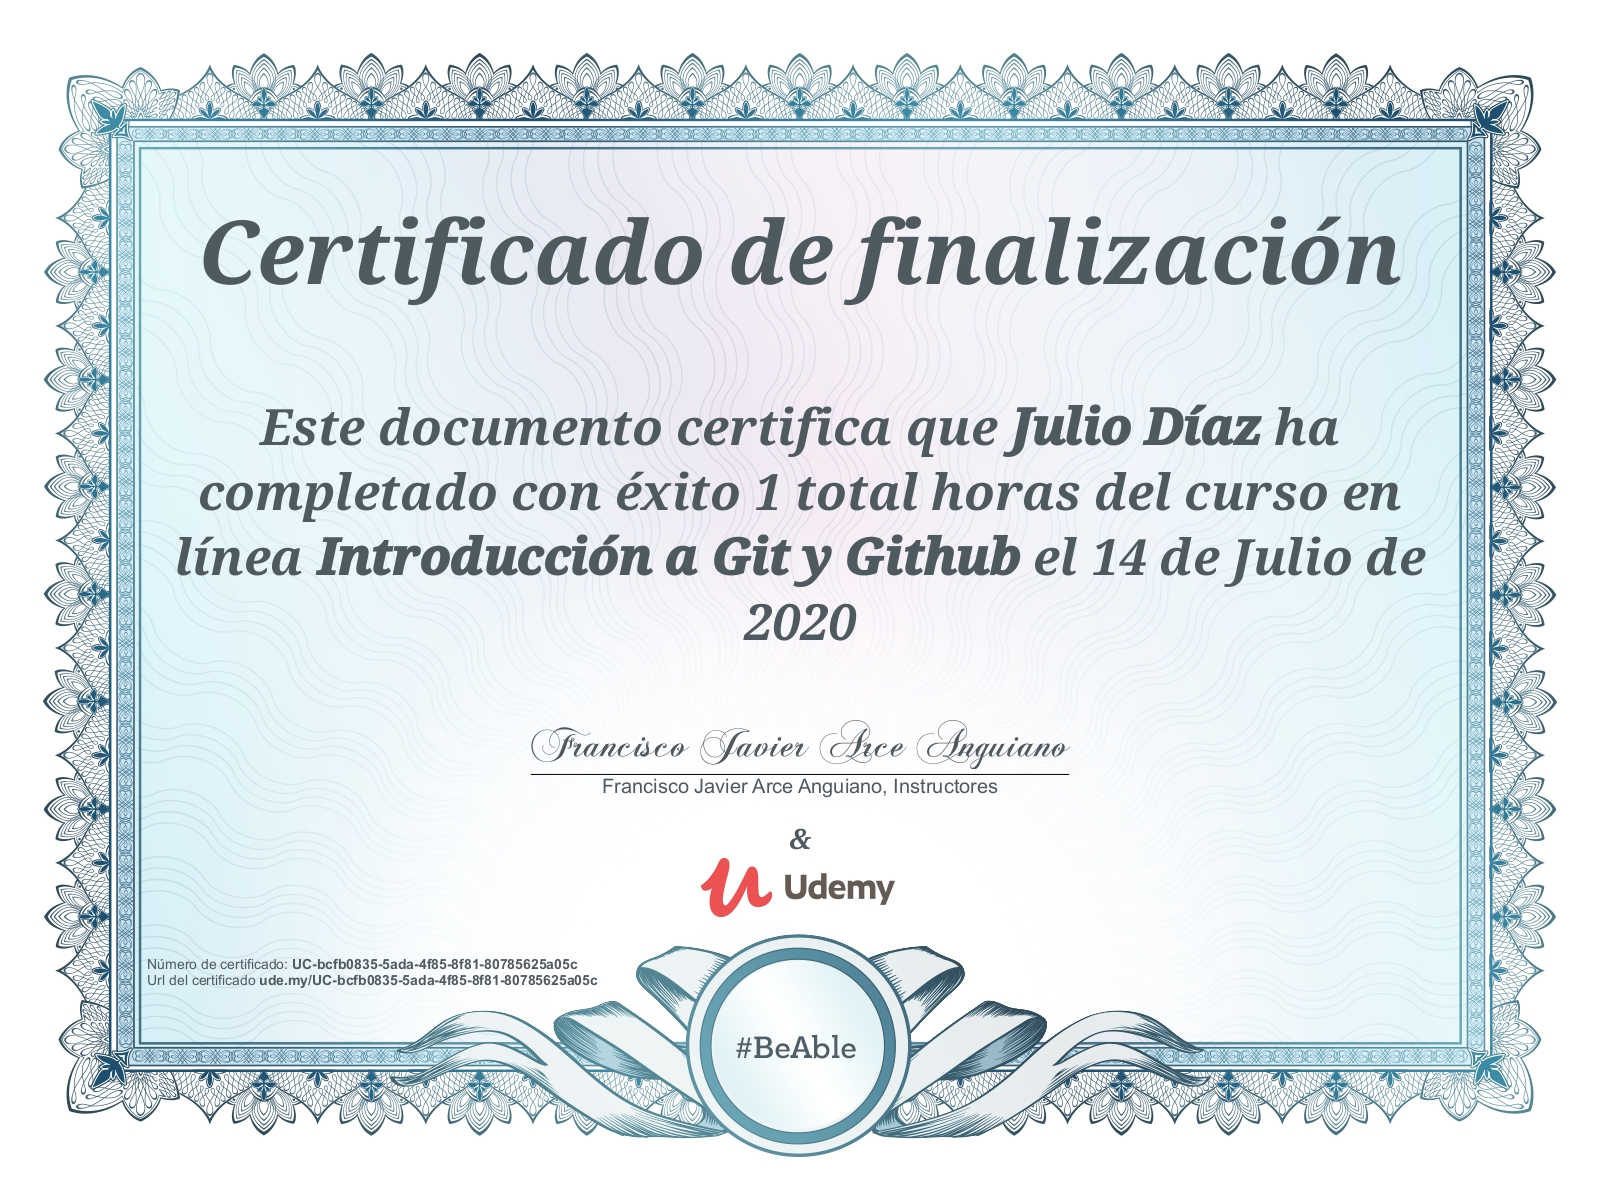 Certificado de finalización
Este documento certifica que Julio Díaz ha
completado con éxito 1 total horas del curso en
línea Introducción a Git y Github el 14 de Julio de
2020
Francisco Javier Arce Anguiano
Francisco Javier Arce Anguiano, Instructores
&
Udemy
Número de certificado: UC-bcfb0835-5ada-4f85-8f81-80785625a05c
Url del certificado ude.my/UC-bcfb0835-5ada-4f85-8f81-80785625a05c
#BeAble